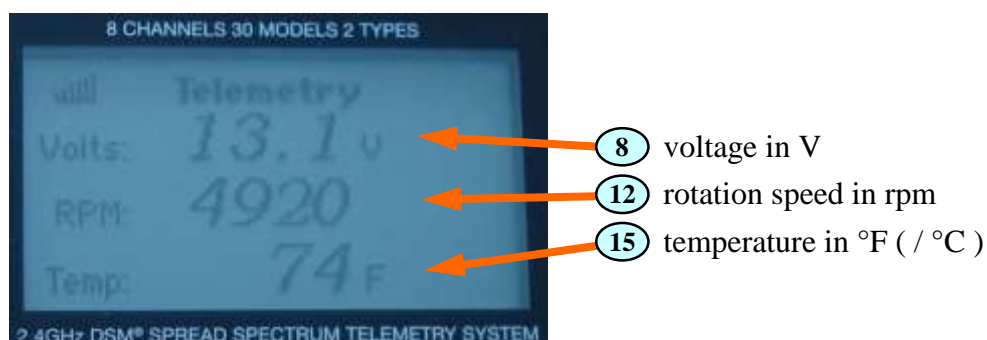 8 CHANNELS 30 MODELS 2 TYPES
Telemetry
Volts: 13.1 V
8 voltage in V
RPM: 4920
12 rotation speed in rpm
Temp: 74 F
15 temperature in °F ( / °C )
2.4GHz DSM® SPREAD SPECTRUM TELEMETRY SYSTEM